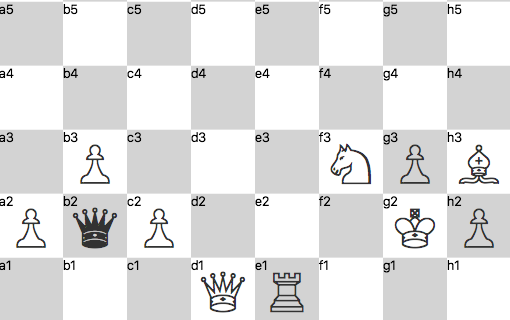 a5 b5 c5 d5 e5 f5 g5 h5
a4 b4 c4 d4 e4 f4 g4 h4
a3 b3 c3 d3 e3 f3 g3 h3
a2 b2 c2 d2 e2 f2 g2 h2
a1 b1 c1 d1 e1 f1 g1 h1